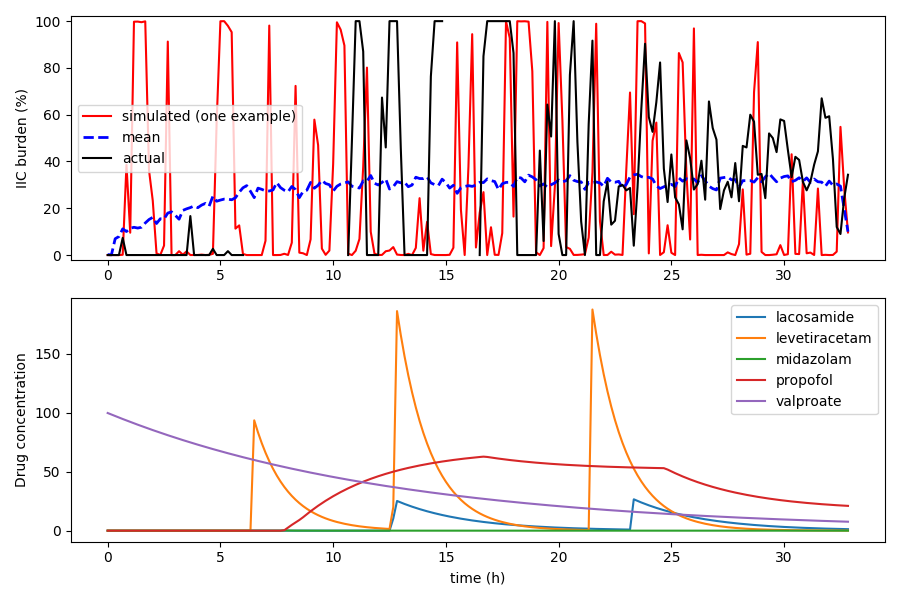 IIC burden (%)
100
80
60
40
20
0
simulated (one example)
mean
actual
0 5 10 15 20 25 30
Drug concentration
150
100
50
0
lacosamide
levetiracetam
midazolam
propofol
valproate
0 5 10 15 20 25 30
time (h)